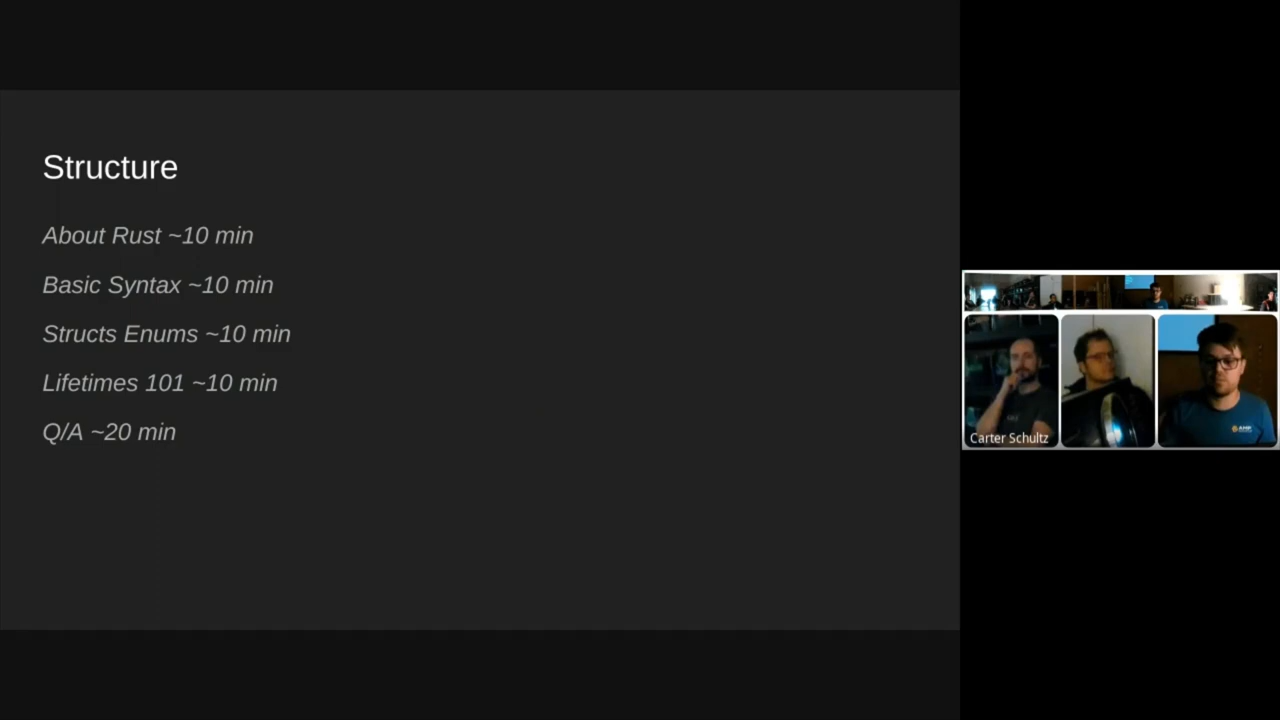 Structure
About Rust ~10 min
Basic Syntax ~10 min
Structs Enums ~10 min
Lifetimes 101 ~10 min
Q/A ~20 min
Carter Schultz
AMP